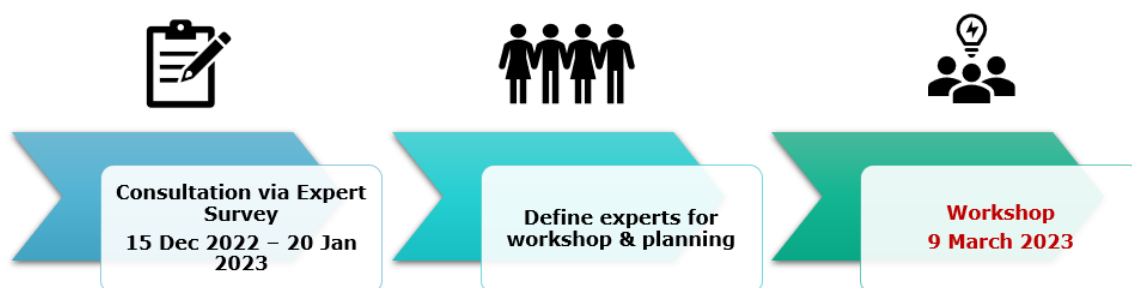 Consultation via Expert
Survey
15 Dec 2022 – 20 Jan
2023
Define experts for
workshop & planning
Workshop
9 March 2023